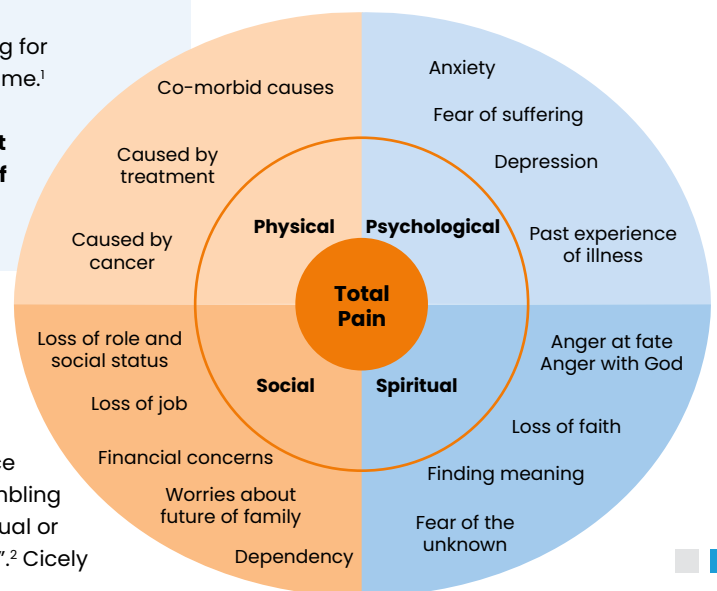 g for
me.¹
t
f
Co-morbid causes
Caused by
treatment
Caused by
cancer
Physical
Anxiety
Fear of suffering
Depression
Past experience
of illness
Psychological
Total
Pain
Loss of role and
social status
Loss of job
Financial concerns
Worries about
future of family
Dependency
Social
Spiritual
Anger at fate
Anger with God
Loss of faith
Finding meaning
Fear of the
unknown
ce
nbling
ual or
”.² Cicely